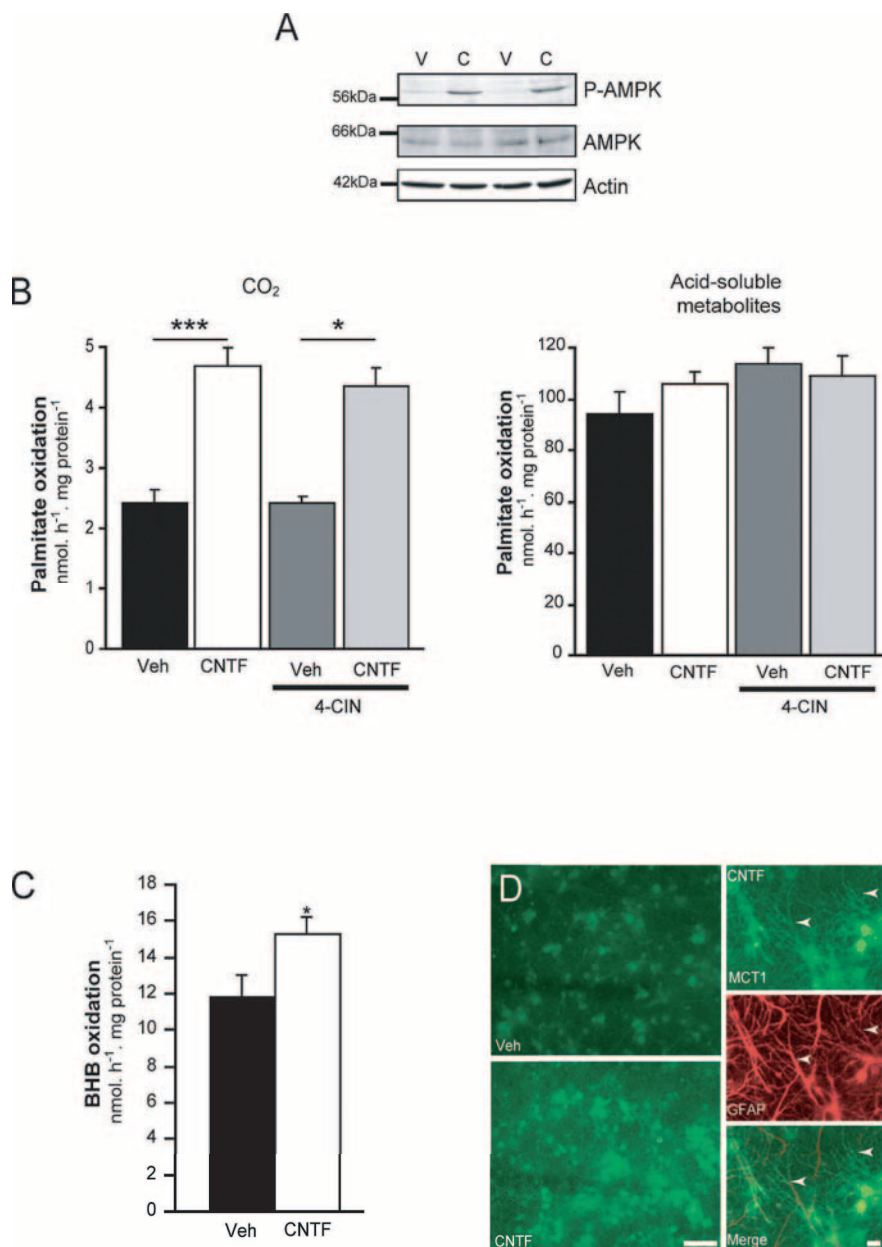 A
V C V C
56kDa
P-AMPK
66kDa
AMPK
42kDa
Actin
B
CO₂
***
*
Palmitate oxidation
nmol. h⁻¹. mg protein⁻¹
5
4
3
2
1
0
Veh CNTF Veh CNTF
4-CIN
Acid-soluble
metabolites
Palmitate oxidation
nmol. h⁻¹. mg protein⁻¹
120
100
80
60
40
20
0
Veh CNTF Veh CNTF
4-CIN
C
BHB oxidation
nmol. h⁻¹. mg protein⁻¹
18
16
14
12
10
8
6
4
2
0
*
Veh CNTF
D
Veh
CNTF
CNTF
MCT1
GFAP
Merge